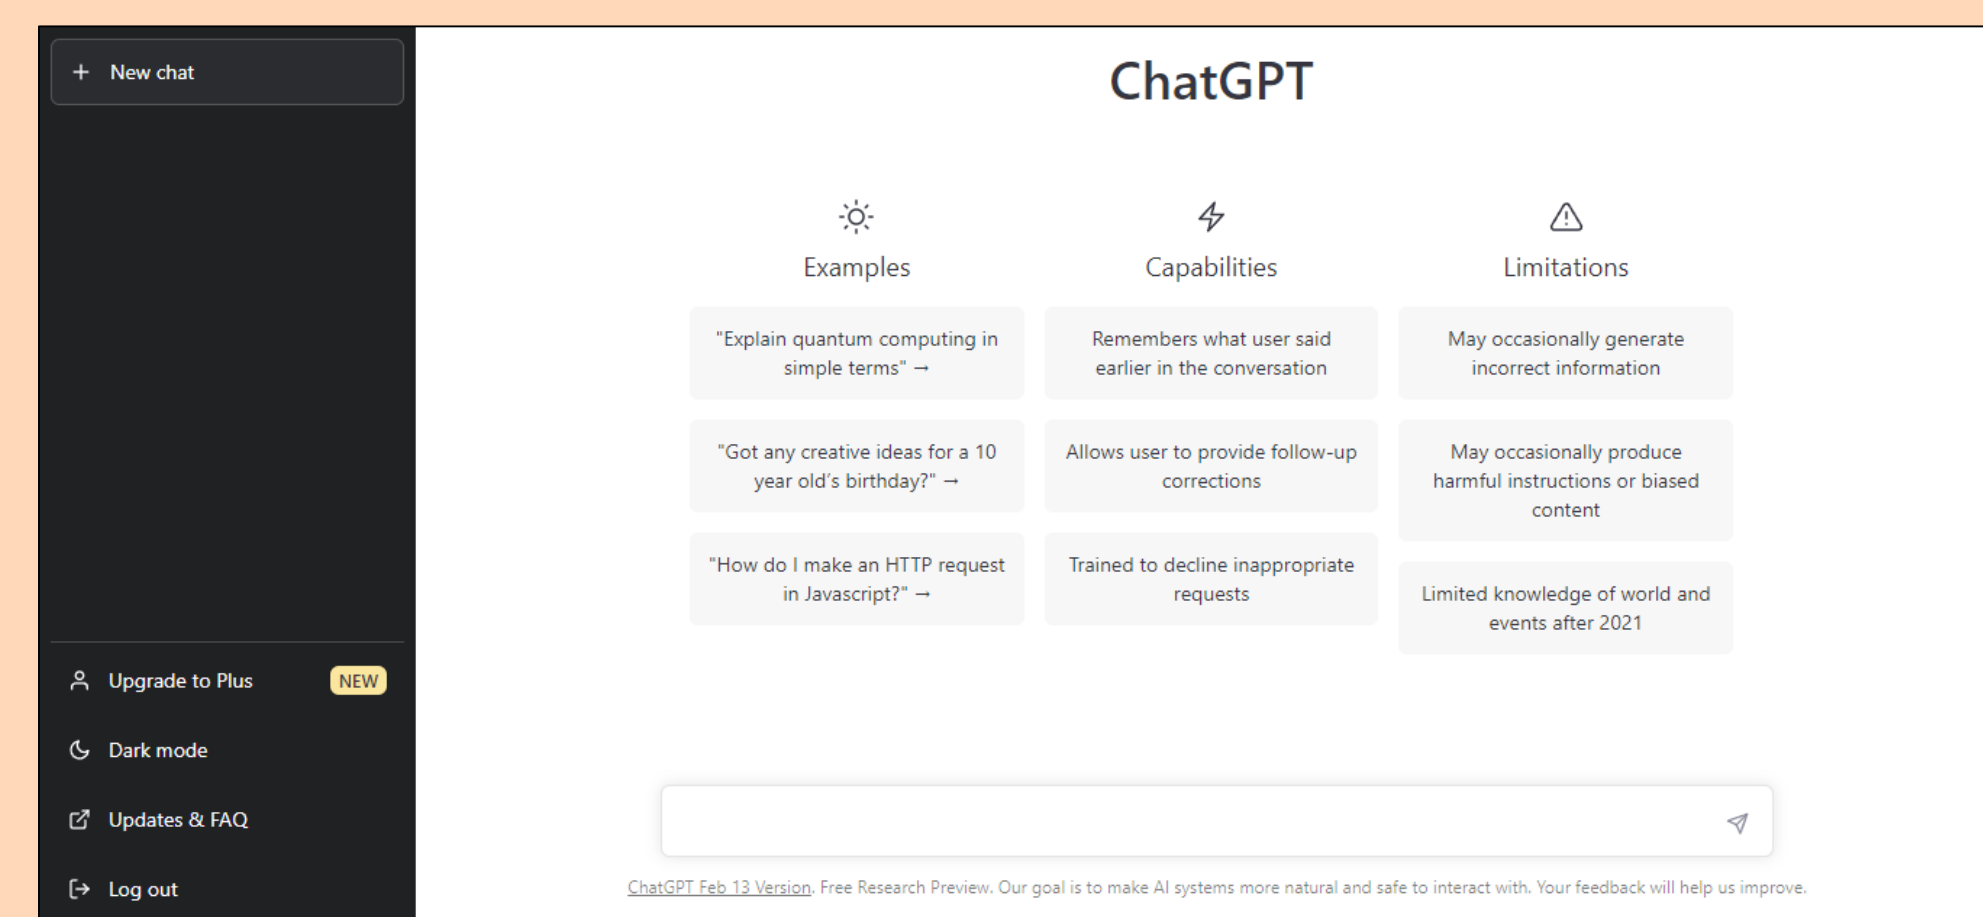 New chat
Upgrade to Plus
NEW
Dark mode
Updates & FAQ
Log out
ChatGPT
Examples
"Explain quantum computing in
simple terms" →
"Got any creative ideas for a 10
year old’s birthday?" →
"How do I make an HTTP request
in Javascript?" →
Capabilities
Remembers what user said
earlier in the conversation
Allows user to provide follow-up
corrections
Trained to decline inappropriate
requests
Limitations
May occasionally generate
incorrect information
May occasionally produce
harmful instructions or biased
content
Limited knowledge of world and
events after 2021
ChatGPT Feb 13 Version. Free Research Preview. Our goal is to make AI systems more natural and safe to interact with. Your feedback will help us improve.